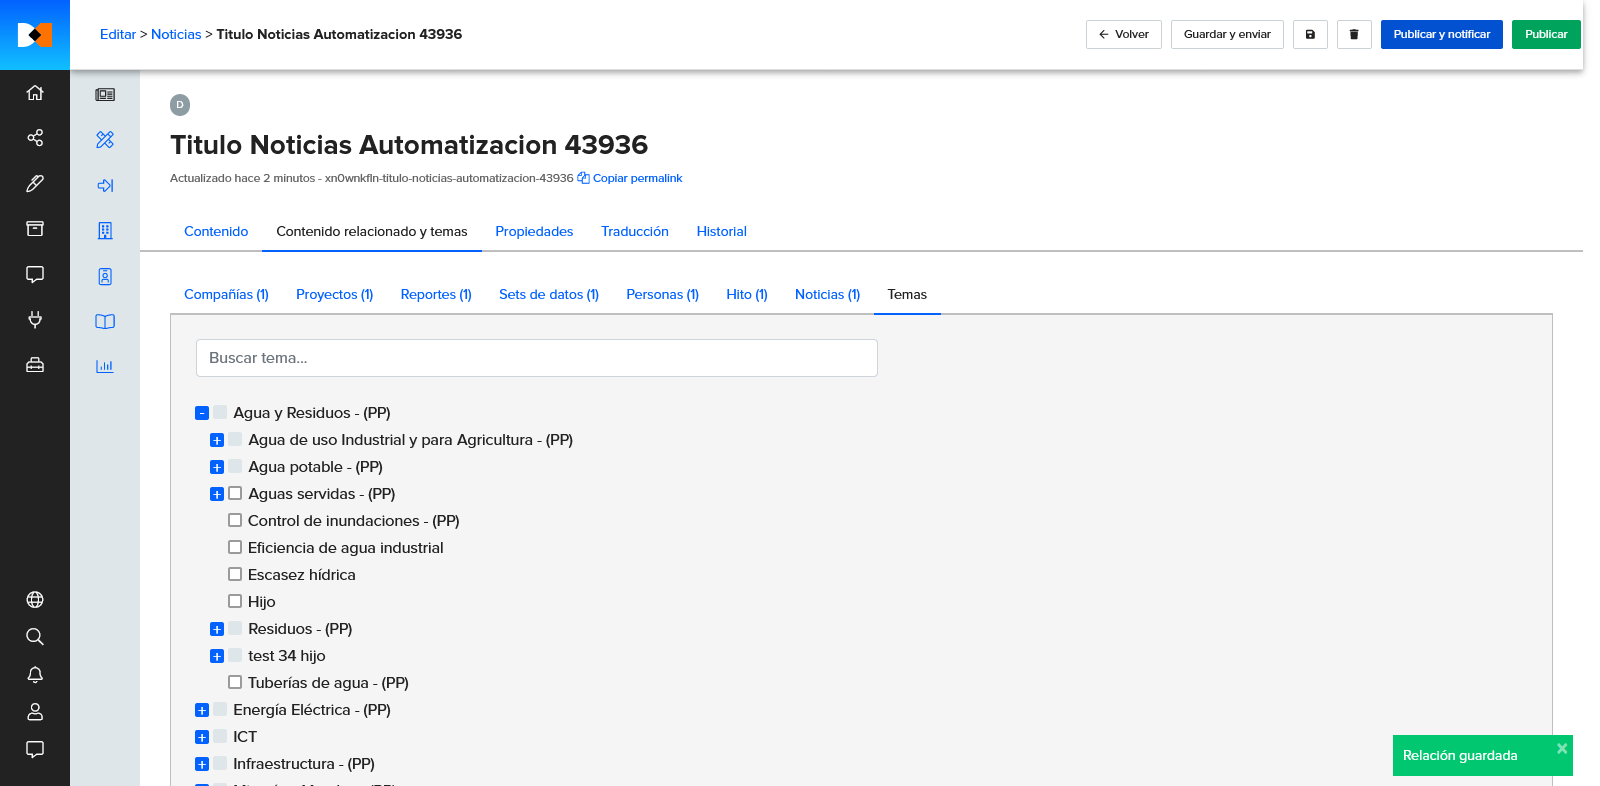 Editar > Noticias > Titulo Noticias Automatizacion 43936
Volver
Guardar y enviar
Publicar y notificar
Publicar
D
Titulo Noticias Automatizacion 43936
Actualizado hace 2 minutos - xn0wnkfln-titulo-noticias-automatizacion-43936 Copiar permalink
Contenido
Contenido relacionado y temas
Propiedades
Traducción
Historial
Compañías (1)
Proyectos (1)
Reportes (1)
Sets de datos (1)
Personas (1)
Hito (1)
Noticias (1)
Temas
Buscar tema...
Agua y Residuos - (PP)
Agua de uso Industrial y para Agricultura - (PP)
Agua potable - (PP)
Aguas servidas - (PP)
Control de inundaciones - (PP)
Eficiencia de agua industrial
Escasez hídrica
Hijo
Residuos - (PP)
test 34 hijo
Tuberías de agua - (PP)
Energía Eléctrica - (PP)
ICT
Infraestructura - (PP)
Relación guardada